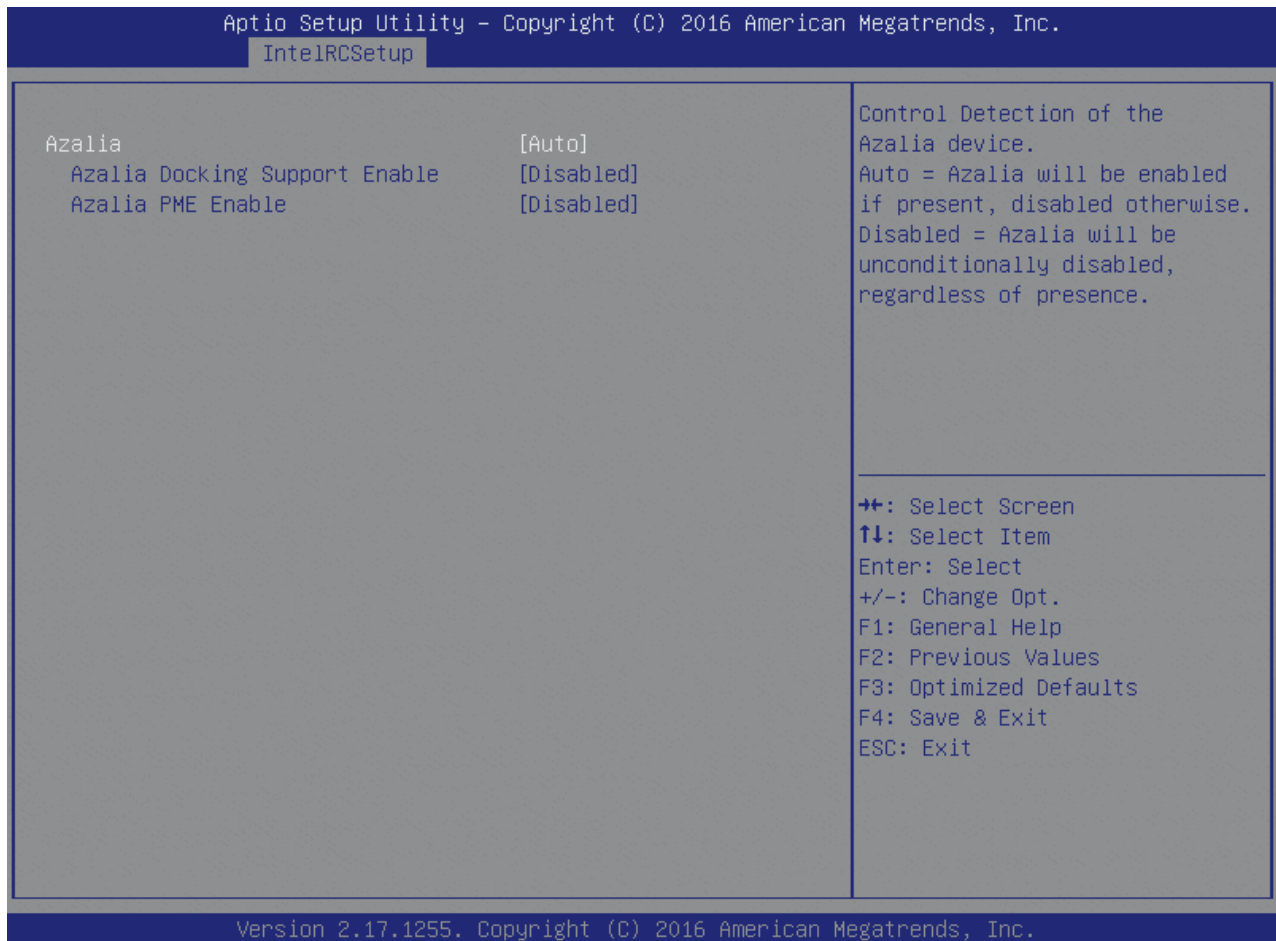 Aptio Setup Utility – Copyright (C) 2016 American Megatrends, Inc.
IntelRCSetup
Azalia [Auto]
Azalia Docking Support Enable [Disabled]
Azalia PME Enable [Disabled]
Control Detection of the
Azalia device.
Auto = Azalia will be enabled
if present, disabled otherwise.
Disabled = Azalia will be
unconditionally disabled,
regardless of presence.
→←: Select Screen
↑↓: Select Item
Enter: Select
+/-: Change Opt.
F1: General Help
F2: Previous Values
F3: Optimized Defaults
F4: Save & Exit
ESC: Exit
Version 2.17.1255. Copyright (C) 2016 American Megatrends, Inc.